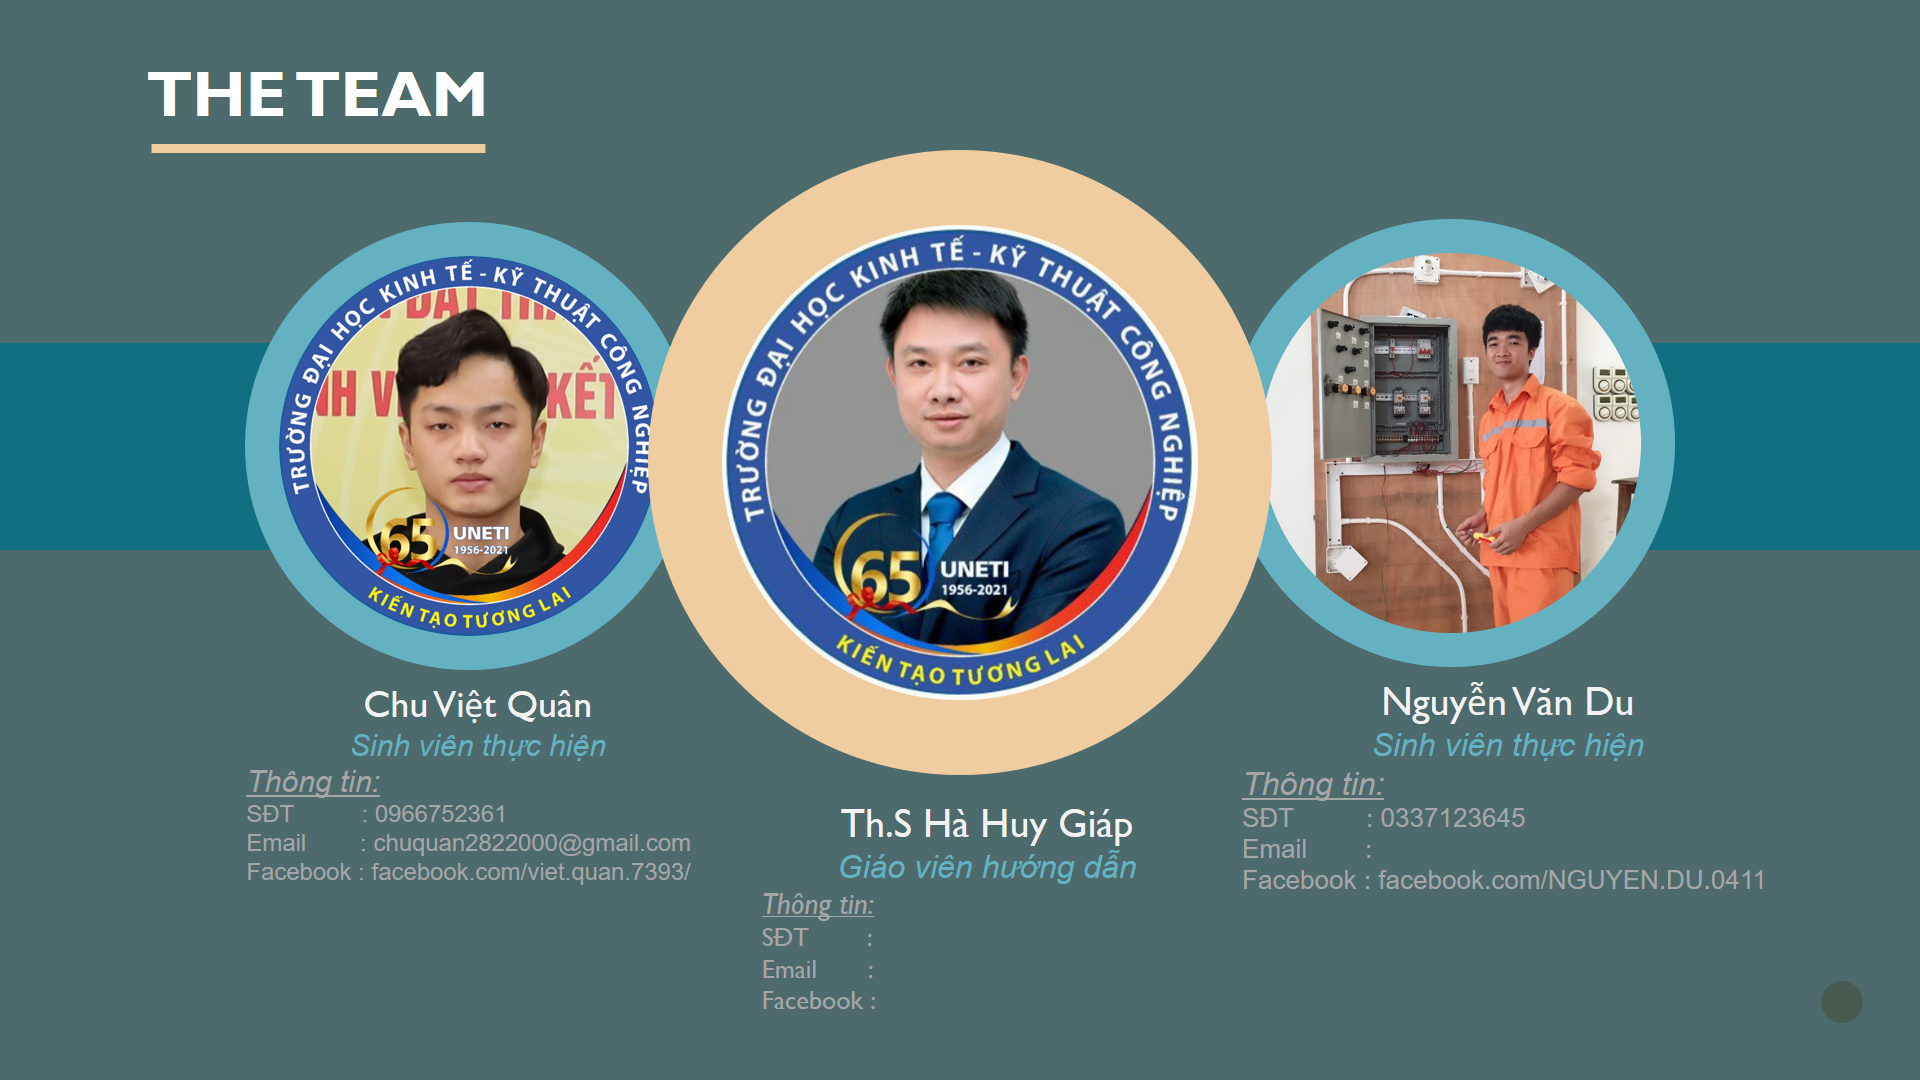 THE TEAM
TRƯỜNG ĐẠI HỌC KINH TẾ - KỸ THUẬT CÔNG NGHIỆP
65 UNETI
1956-2021
KIẾN TẠO TƯƠNG LAI
Chu Việt Quân
Sinh viên thực hiện
Thông tin:
SĐT : 0966752361
Email : chuquan2822000@gmail.com
Facebook : facebook.com/viet.quan.7393/
TRƯỜNG ĐẠI HỌC KINH TẾ - KỸ THUẬT CÔNG NGHIỆP
65 UNETI
1956-2021
KIẾN TẠO TƯƠNG LAI
Th.S Hà Huy Giáp
Giáo viên hướng dẫn
Thông tin:
SĐT :
Email :
Facebook :
Nguyễn Văn Du
Sinh viên thực hiện
Thông tin:
SĐT : 0337123645
Email :
Facebook : facebook.com/NGUYEN.DU.0411